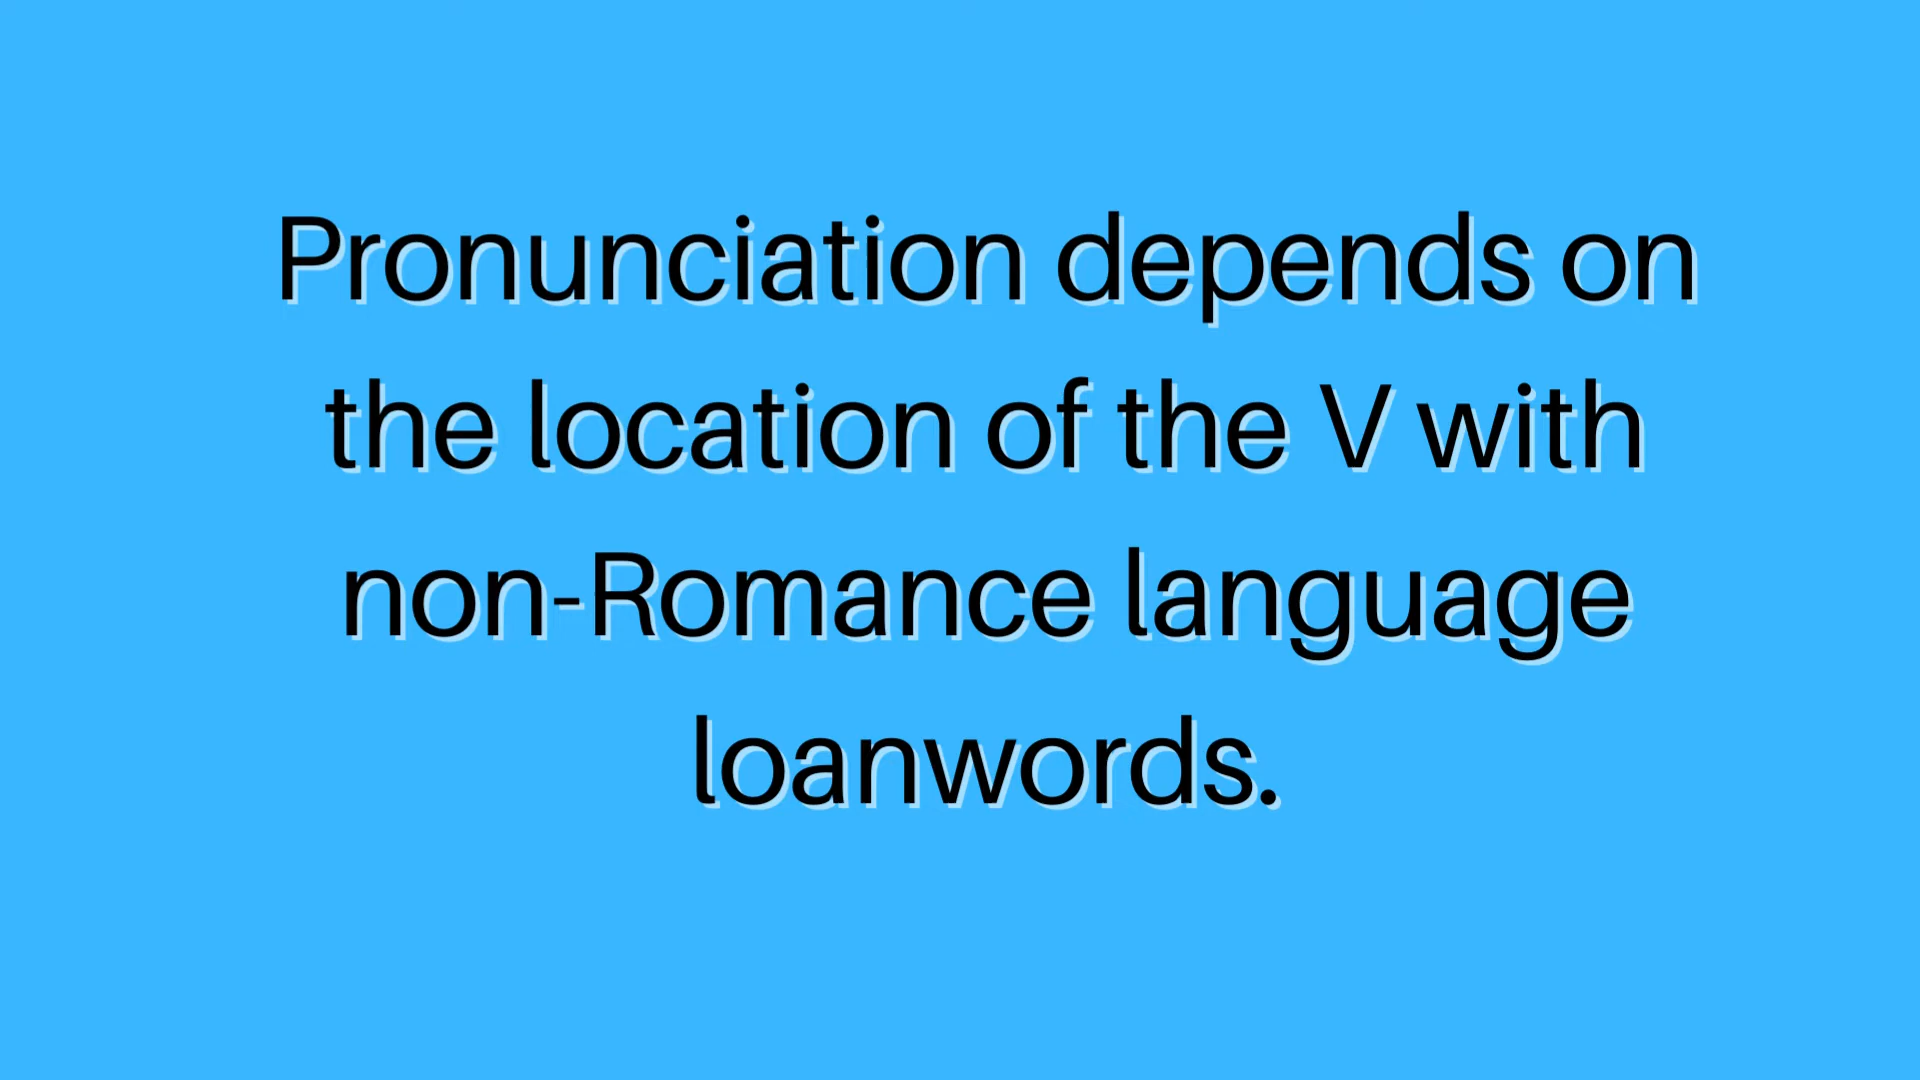 Pronunciation depends on
the location of the V with
non-Romance language
loanwords.